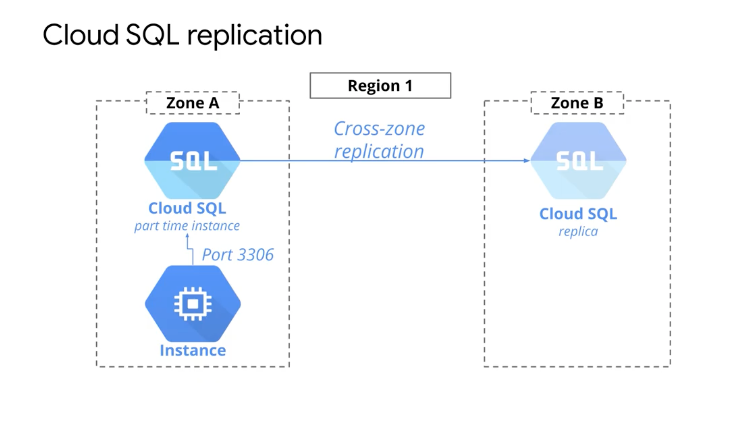 Cloud SQL replication
Region 1
Zone A
Zone B
Cross-zone
replication
SQL
SQL
Cloud SQL
part time instance
Cloud SQL
replica
Port 3306
Instance